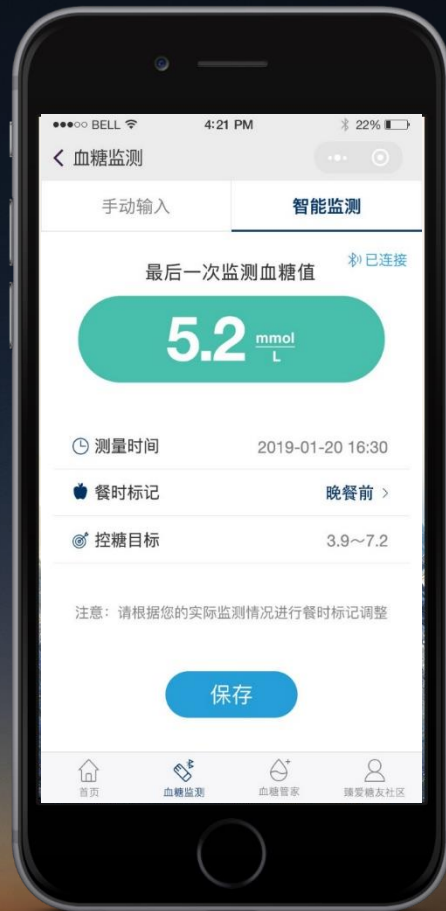 BELL 4:21 PM 22%
血糖监测
手动输入 智能监测
已连接
最后一次监测血糖值
5.2 mmol/L
测量时间 2019-01-20 16:30
餐时标记 晚餐前 >
控糖目标 3.9～7.2
注意：请根据您的实际监测情况进行餐时标记调整
保存
首页 血糖监测 血糖管家 臻爱糖友社区